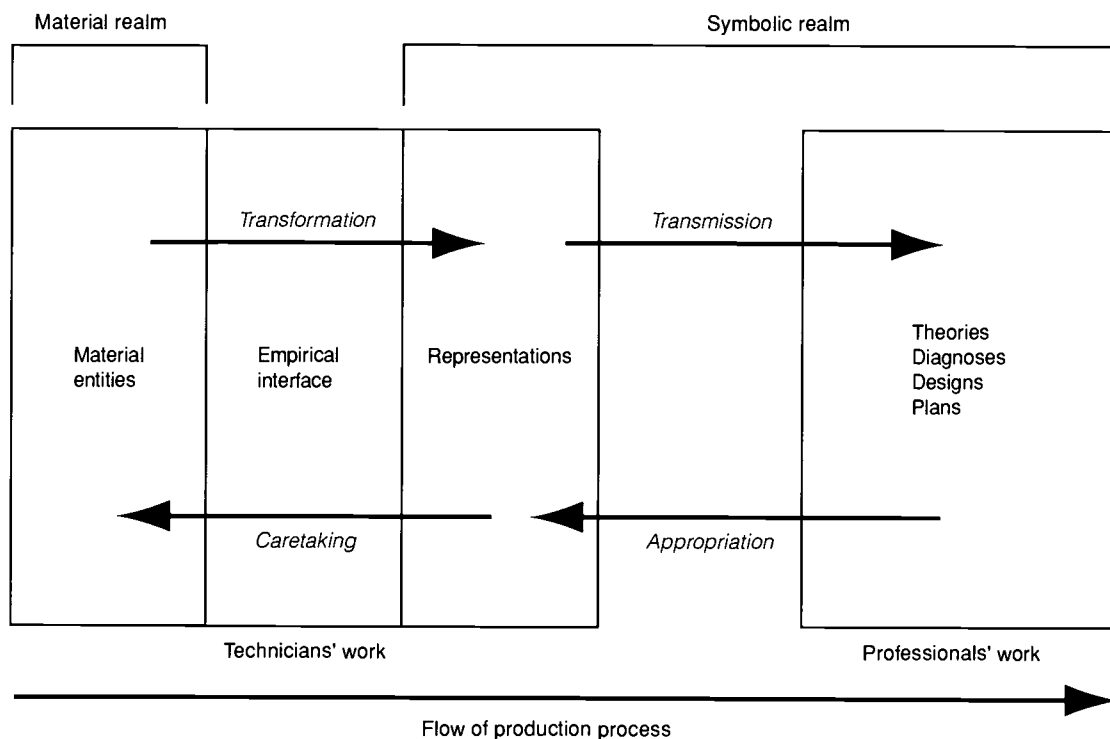 Material realm
Symbolic realm
Transformation
Transmission
Material
entities
Empirical
interface
Representations
Theories
Diagnoses
Designs
Plans
Caretaking
Appropriation
Technicians' work
Professionals' work
Flow of production process